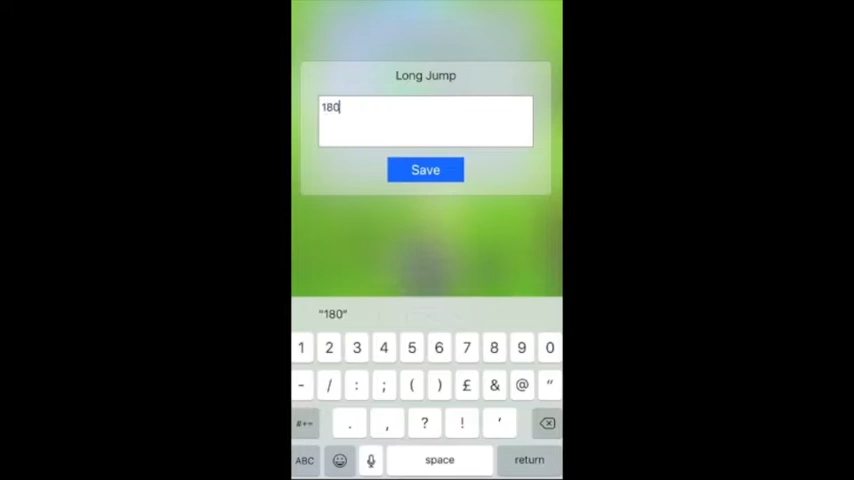 Long Jump
180
Save
"180"
1 2 3 4 5 6 7 8 9 0
- / : ; ( ) £ & @ "
#+= . , ? ! '
ABC space return